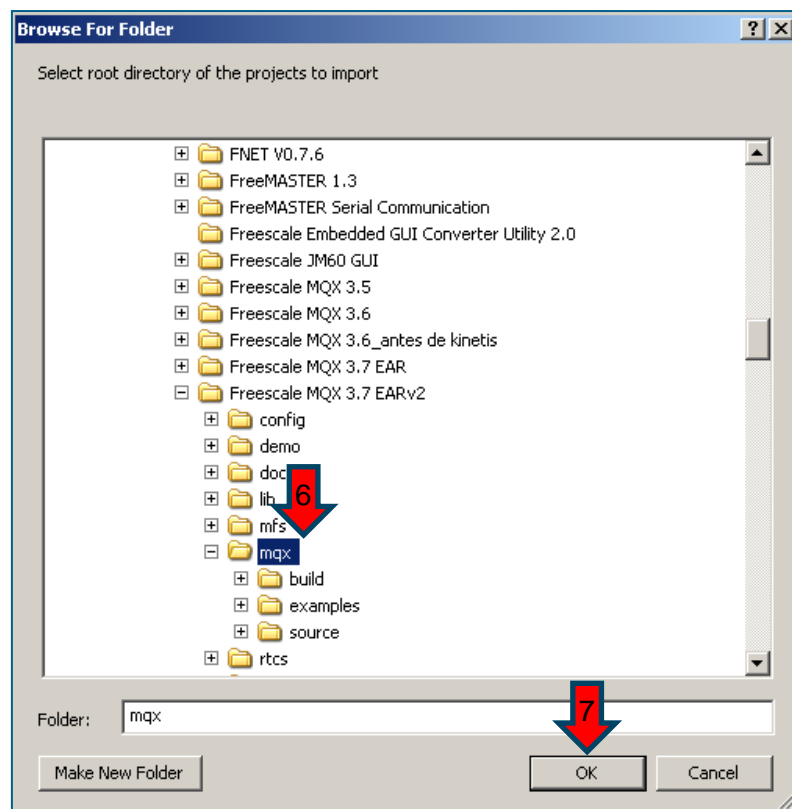 Browse For Folder
Select root directory of the projects to import
FNET V0.7.6
FreeMASTER 1.3
FreeMASTER Serial Communication
Freescale Embedded GUI Converter Utility 2.0
Freescale JM60 GUI
Freescale MQX 3.5
Freescale MQX 3.6
Freescale MQX 3.6_antes de kinetis
Freescale MQX 3.7 EAR
Freescale MQX 3.7 EARv2
config
demo
doc
lib
6
mfs
mqx
build
examples
source
rtcs
Folder: mqx
7
Make New Folder OK Cancel